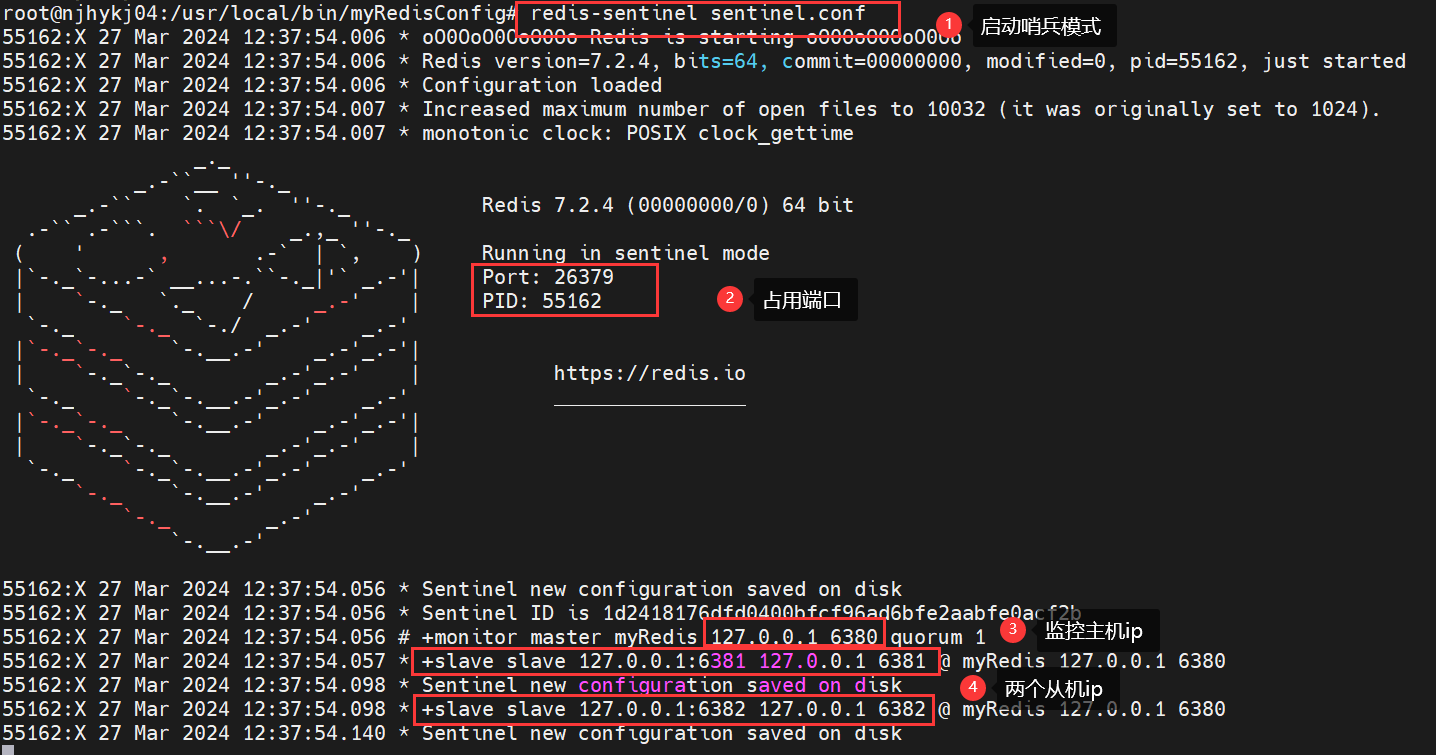 root@njhykj04:/usr/local/bin/myRedisConfig# redis-sentinel sentinel.conf
1 启动哨兵模式
55162:X 27 Mar 2024 12:37:54.006 * oO0OoO0OoO0Oo Redis is starting oO0OoO0OoO0Oo
55162:X 27 Mar 2024 12:37:54.006 * Redis version=7.2.4, bits=64, commit=00000000, modified=0, pid=55162, just started
55162:X 27 Mar 2024 12:37:54.006 * Configuration loaded
55162:X 27 Mar 2024 12:37:54.007 * Increased maximum number of open files to 10032 (it was originally set to 1024).
55162:X 27 Mar 2024 12:37:54.007 * monotonic clock: POSIX clock_gettime
Redis 7.2.4 (00000000/0) 64 bit
Running in sentinel mode
Port: 26379
PID: 55162
2 占用端口
https://redis.io
55162:X 27 Mar 2024 12:37:54.056 * Sentinel new configuration saved on disk
55162:X 27 Mar 2024 12:37:54.056 * Sentinel ID is 1d2418176dfd0400bfcf96ad6bfe2aabfe0acf2b
55162:X 27 Mar 2024 12:37:54.056 # +monitor master myRedis 127.0.0.1 6380 quorum 1
3 监控主机ip
55162:X 27 Mar 2024 12:37:54.057 * +slave slave 127.0.0.1:6381 127.0.0.1 6381 @ myRedis 127.0.0.1 6380
55162:X 27 Mar 2024 12:37:54.098 * Sentinel new configuration saved on disk
4 两个从机ip
55162:X 27 Mar 2024 12:37:54.098 * +slave slave 127.0.0.1:6382 127.0.0.1 6382 @ myRedis 127.0.0.1 6380
55162:X 27 Mar 2024 12:37:54.140 * Sentinel new configuration saved on disk